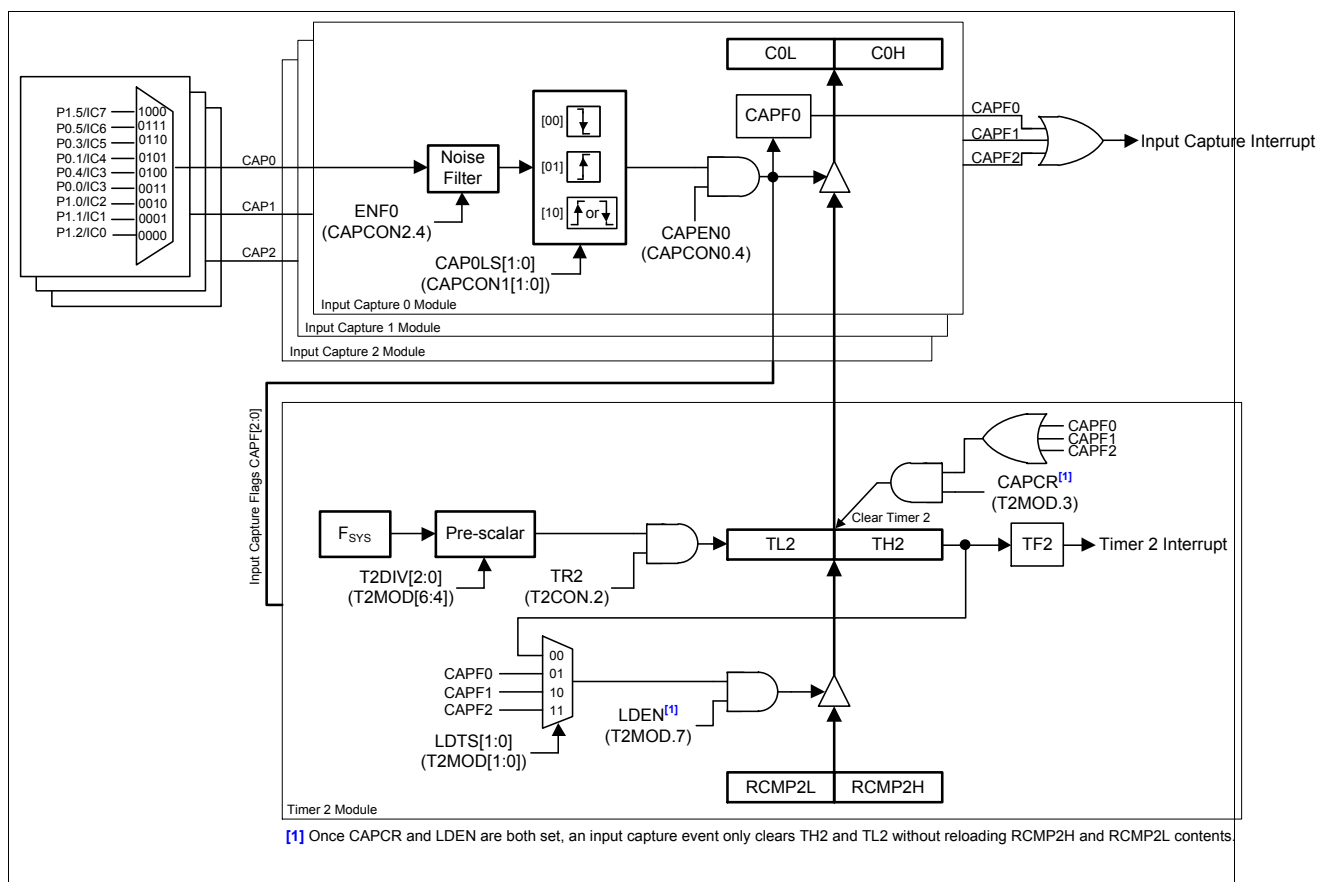 C0L C0H
P1.5/IC7 1000
P0.5/IC6 0111
P0.3/IC5 0110
P0.1/IC4 0101
P0.4/IC3 0100
P0.0/IC3 0011
P1.0/IC2 0010
P1.1/IC1 0001
P1.2/IC0 0000
CAP0
CAP1
CAP2
Noise
Filter
ENF0
(CAPCON2.4)
[00]
[01]
[10] or
CAP0LS[1:0]
(CAPCON1[1:0])
CAPEN0
(CAPCON0.4)
CAPF0
CAPF0
CAPF1
CAPF2
Input Capture Interrupt
Input Capture 0 Module
Input Capture 1 Module
Input Capture 2 Module
Input Capture Flags CAPF[2:0]
CAPF0
CAPF1
CAPF2
CAPCR[1]
(T2MOD.3)
Clear Timer 2
FSYS
Pre-scalar
T2DIV[2:0]
(T2MOD[6:4])
TR2
(T2CON.2)
TL2 TH2
TF2
Timer 2 Interrupt
00
CAPF0 01
CAPF1 10
CAPF2 11
LDTS[1:0]
(T2MOD[1:0])
LDEN[1]
(T2MOD.7)
RCMP2L RCMP2H
Timer 2 Module
[1] Once CAPCR and LDEN are both set, an input capture event only clears TH2 and TL2 without reloading RCMP2H and RCMP2L contents.